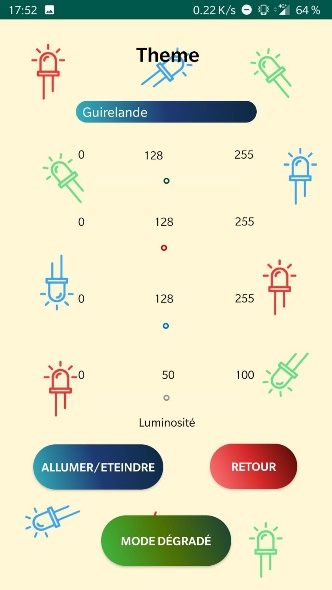 17:52 0.22 K/s 4G+ 64 %
Theme
Guirelande
0 128 255
0 128 255
0 128 255
0 50 100
Luminosité
ALLUMER/ETEINDRE RETOUR
MODE DÉGRADÉ